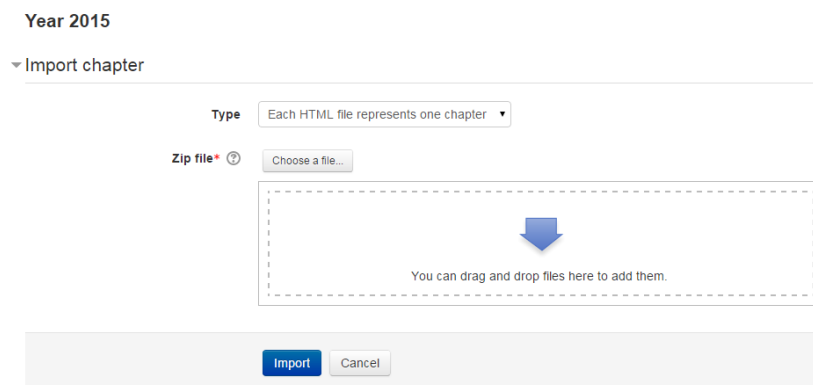 Year 2015
Import chapter
Type Each HTML file represents one chapter
Zip file* Choose a file...
You can drag and drop files here to add them.
Import Cancel